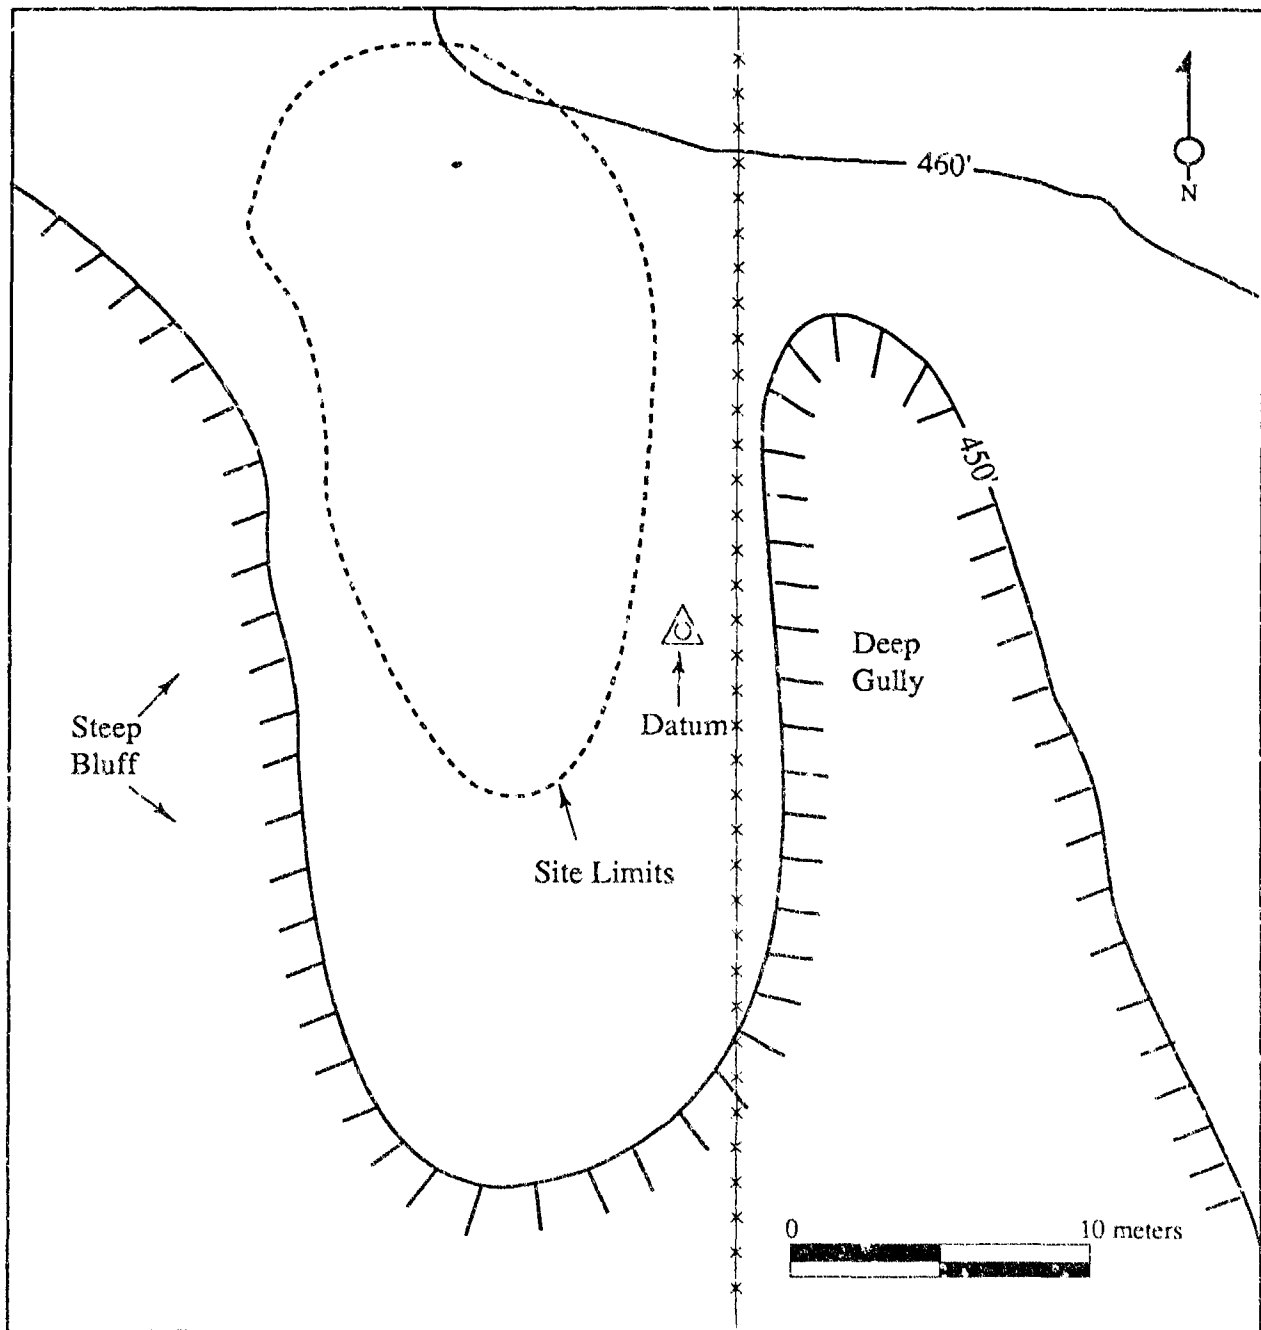 460'
N
450'
Deep
Gully
Steep
Bluff
Datum
Site Limits
0 10 meters